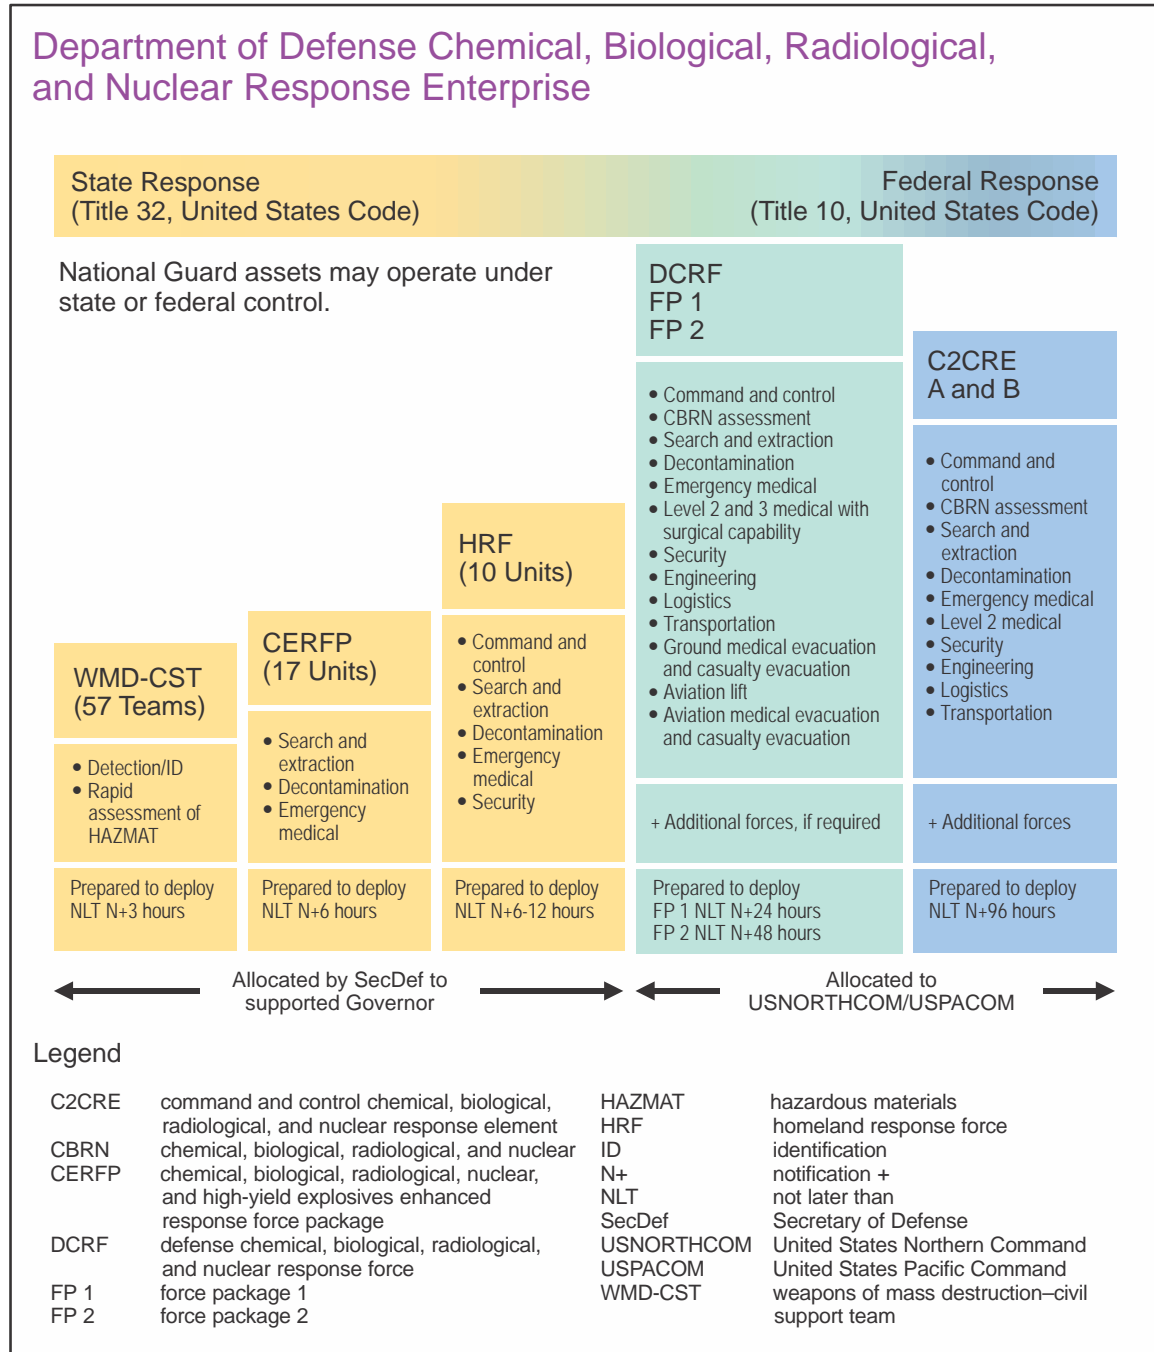 Department of Defense Chemical, Biological, Radiological,
and Nuclear Response Enterprise
State Response
(Title 32, United States Code)
Federal Response
(Title 10, United States Code)
National Guard assets may operate under
state or federal control.
WMD-CST
(57 Teams)
• Detection/ID
• Rapid
assessment of
HAZMAT
Prepared to deploy
NLT N+3 hours
CERFP
(17 Units)
• Search and
extraction
• Decontamination
• Emergency
medical
Prepared to deploy
NLT N+6 hours
HRF
(10 Units)
• Command and
control
• Search and
extraction
• Decontamination
• Emergency
medical
• Security
Prepared to deploy
NLT N+6-12 hours
DCRF
FP 1
FP 2
• Command and control
• CBRN assessment
• Search and extraction
• Decontamination
• Emergency medical
• Level 2 and 3 medical with
surgical capability
• Security
• Engineering
• Logistics
• Transportation
• Ground medical evacuation
and casualty evacuation
• Aviation lift
• Aviation medical evacuation
and casualty evacuation
+ Additional forces, if required
Prepared to deploy
FP 1 NLT N+24 hours
FP 2 NLT N+48 hours
C2CRE
A and B
• Command and
control
• CBRN assessment
• Search and
extraction
• Decontamination
• Emergency medical
• Level 2 medical
• Security
• Engineering
• Logistics
• Transportation
+ Additional forces
Prepared to deploy
NLT N+96 hours
Allocated by SecDef to
supported Governor
Allocated to
USNORTHCOM/USPACOM
Legend
C2CRE command and control chemical, biological,
radiological, and nuclear response element
CBRN chemical, biological, radiological, and nuclear
CERFP chemical, biological, radiological, nuclear,
and high-yield explosives enhanced
response force package
DCRF defense chemical, biological, radiological,
and nuclear response force
FP 1 force package 1
FP 2 force package 2
HAZMAT hazardous materials
HRF homeland response force
ID identification
N+ notification +
NLT not later than
SecDef Secretary of Defense
USNORTHCOM United States Northern Command
USPACOM United States Pacific Command
WMD-CST weapons of mass destruction–civil
support team